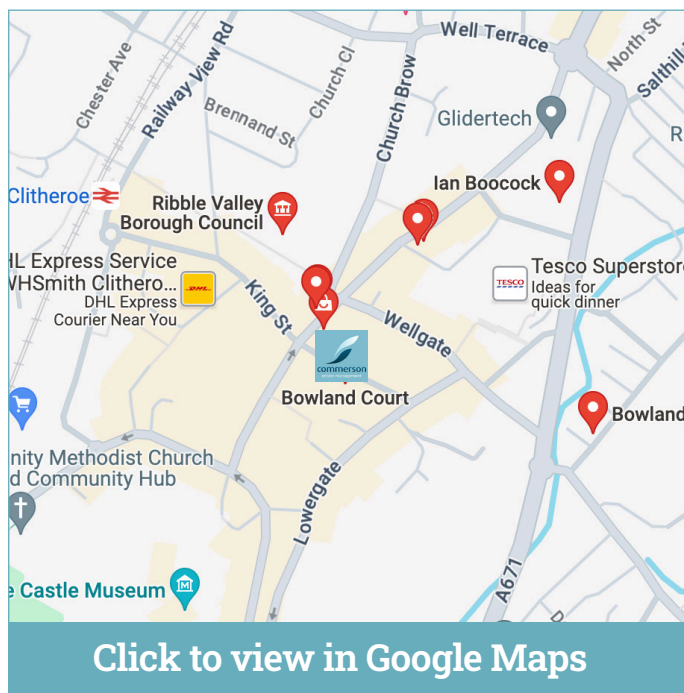 Well Terrace
North St
Salthill
Chester Ave
Railway View Rd
Church Cl
Church Brow
Brennand St
Glidertech
R
Clitheroe
Ian Boocock
Ribble Valley
Borough Council
HL Express Service
WHSmith Clithero...
DHL Express
Courier Near You
DHL
King St
TESCO
Tesco Superstore
Ideas for
quick dinner
Wellgate
commerson
Bowland Court
Bowland
nity Methodist Church
d Community Hub
Lowergate
A671
e Castle Museum
M
D
Click to view in Google Maps